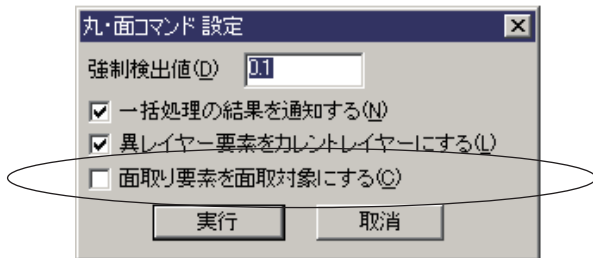 丸・面コマンド 設定
強制検出値(D) 0.1
一括処理の結果を通知する(N)
異レイヤー要素をカレントレイヤーにする(L)
面取り要素を面取対象にする(C)
実行 取消